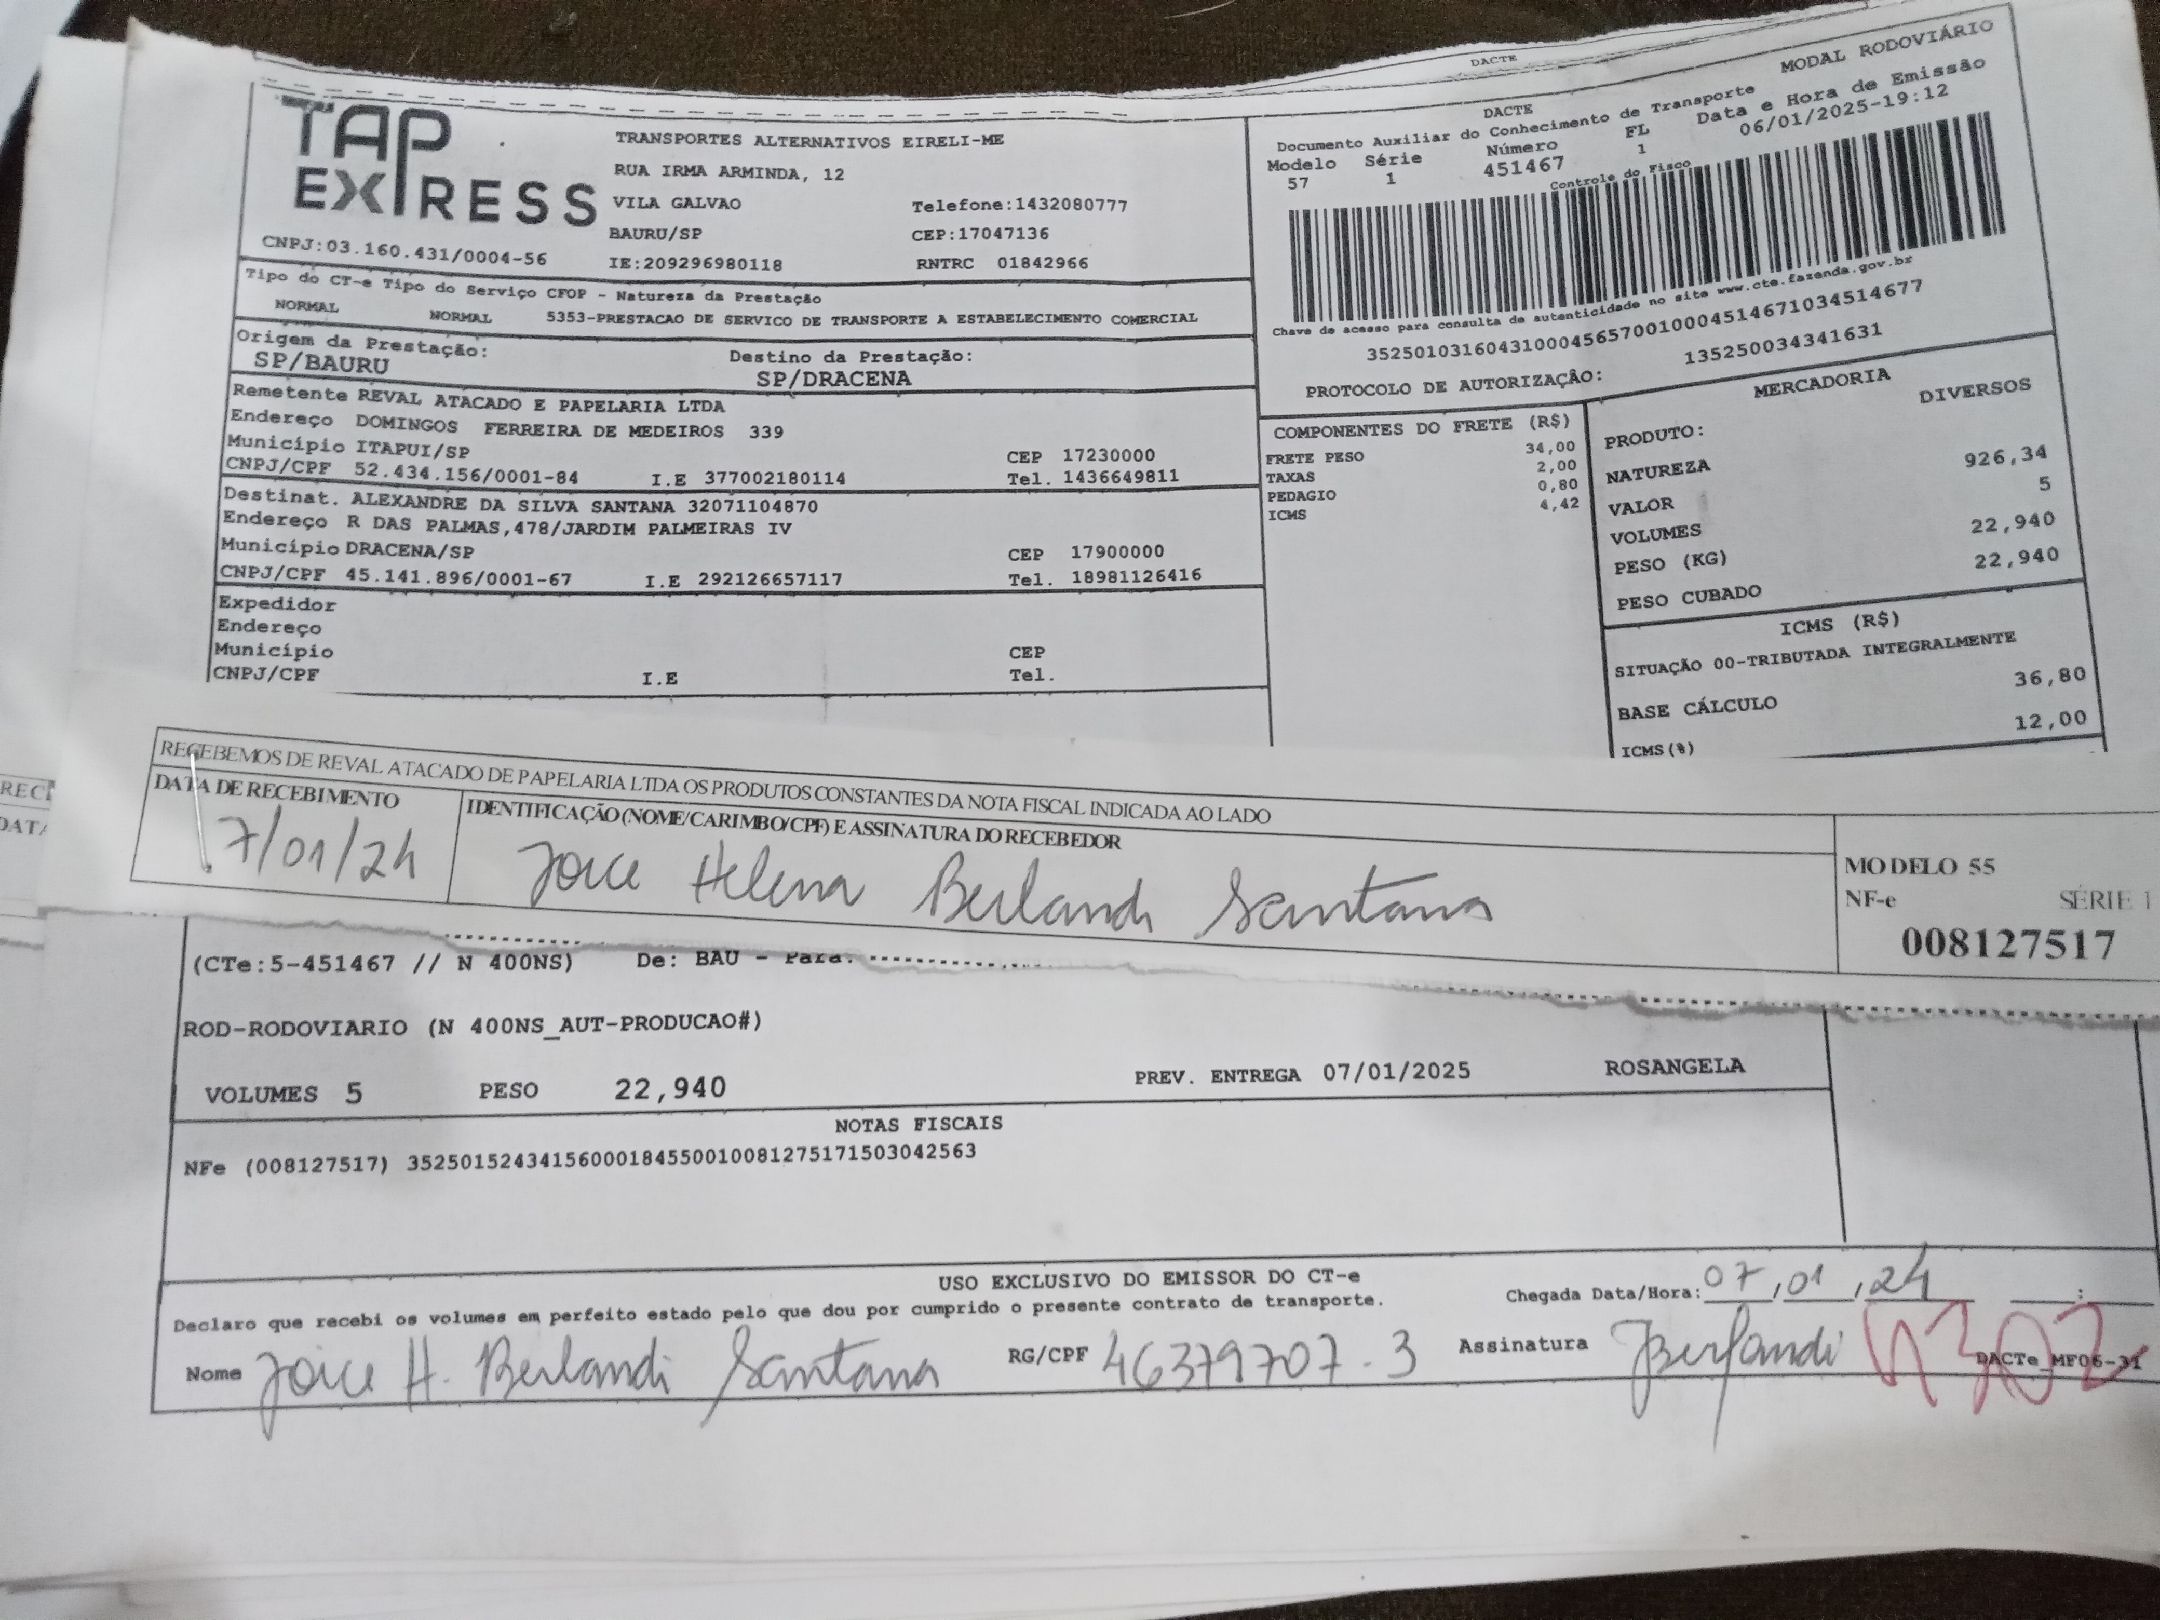 DACTE
TAP EXPRESS
CNPJ:03.160.431/0004-56
TRANSPORTES ALTERNATIVOS EIRELI-ME
RUA IRMA ARMINDA, 12
VILA GALVAO Telefone:1432080777
BAURU/SP CEP:17047136
IE:209296980118 RNTRC 01842966
MODAL RODOVIÁRIO
DACTE
Documento Auxiliar do Conhecimento de Transporte
Modelo Série Número FL Data e Hora de Emissão
57 1 451467 1 06/01/2025-19:12
Controle do Fisco
Chave de acesso para consulta de autenticidade no site www.cte.fazenda.gov.br
35250103160431000456570010004514671034514677
PROTOCOLO DE AUTORIZAÇÃO: 135250034341631
Tipo do CT-e Tipo do Serviço CFOP - Natureza da Prestação
NORMAL NORMAL 5353-PRESTACAO DE SERVICO DE TRANSPORTE A ESTABELECIMENTO COMERCIAL
Origem da Prestação: Destino da Prestação:
SP/BAURU SP/DRACENA
Remetente REVAL ATACADO E PAPELARIA LTDA
Endereço DOMINGOS FERREIRA DE MEDEIROS 339
Município ITAPUI/SP CEP 17230000
CNPJ/CPF 52.434.156/0001-84 I.E 377002180114 Tel. 1436649811
Destinat. ALEXANDRE DA SILVA SANTANA 32071104870
Endereço R DAS PALMAS,478/JARDIM PALMEIRAS IV
Município DRACENA/SP CEP 17900000
CNPJ/CPF 45.141.896/0001-67 I.E 292126657117 Tel. 18981126416
Expedidor
Endereço
Município CEP
CNPJ/CPF I.E Tel.
COMPONENTES DO FRETE (R$)
FRETE PESO 34,00
TAXAS 2,00
PEDAGIO 0,80
ICMS 4,42
MERCADORIA
PRODUTO: DIVERSOS
NATUREZA
VALOR 926,34
VOLUMES 5
PESO (KG) 22,940
PESO CUBADO 22,940
ICMS (R$)
SITUAÇÃO 00-TRIBUTADA INTEGRALMENTE
BASE CÁLCULO 36,80
ICMS(%) 12,00
RECEBEMOS DE REVAL ATACADO DE PAPELARIA LTDA OS PRODUTOS CONSTANTES DA NOTA FISCAL INDICADA AO LADO
DATA DE RECEBIMENTO IDENTIFICAÇÃO (NOME/CARIMBO/CPF) E ASSINATURA DO RECEBEDOR
7/01/24 Joice Helena Berlandi Santana
MODELO 55
NF-e SÉRIE 1
008127517
(CTe:5-451467 // N 400NS) De: BAU - Para:
ROD-RODOVIARIO (N 400NS_AUT-PRODUCAO#)
VOLUMES 5 PESO 22,940 PREV. ENTREGA 07/01/2025 ROSANGELA
NOTAS FISCAIS
NFe (008127517) 35250152434156000184550010081275171503042563
USO EXCLUSIVO DO EMISSOR DO CT-e
Declaro que recebi os volumes em perfeito estado pelo que dou por cumprido o presente contrato de transporte. Chegada Data/Hora: 07/01/24 :
Nome Joice H. Berlandi Santana RG/CPF 46379707-3 Assinatura JBerlandi
DACTe_MF06-31